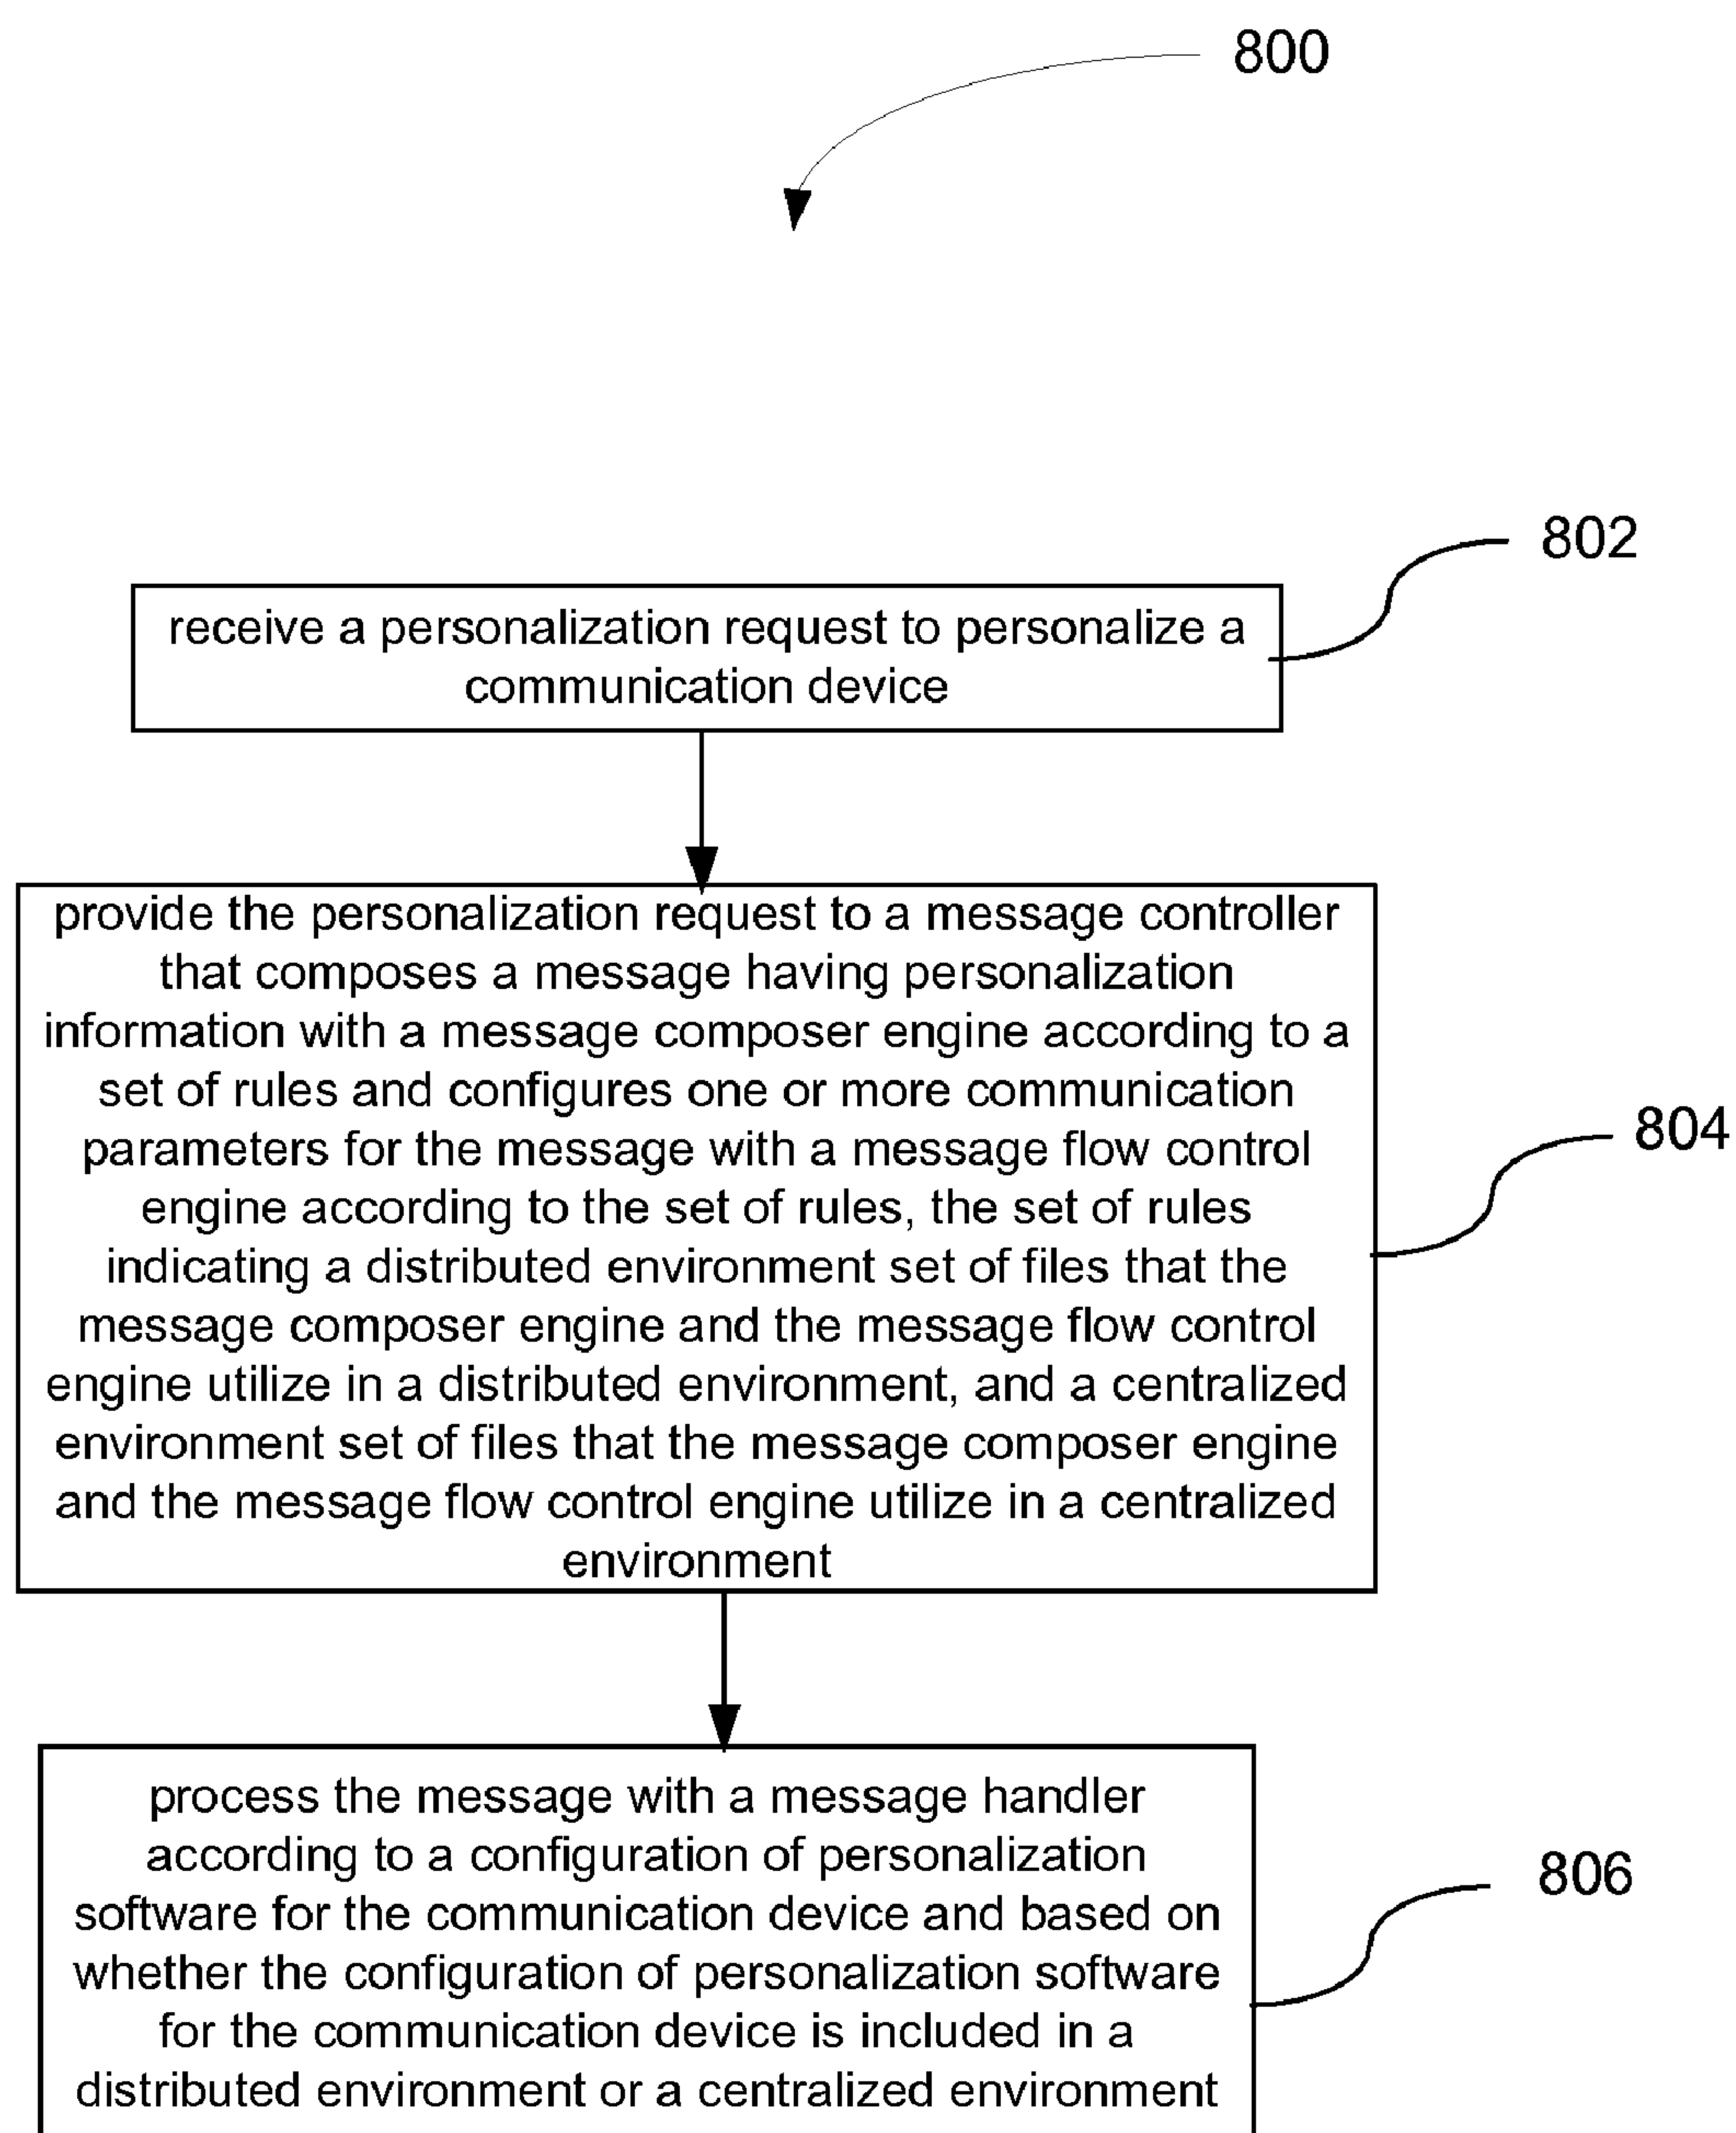 800
802
receive a personalization request to personalize a
communication device
provide the personalization request to a message controller
that composes a message having personalization
information with a message composer engine according to a
set of rules and configures one or more communication
parameters for the message with a message flow control
804
engine according to the set of rules, the set of rules
indicating a distributed environment set of files that the
message composer engine and the message flow control
engine utilize in a distributed environment, and a centralized
environment set of files that the message composer engine
and the message flow control engine utilize in a centralized
environment
process the message with a message handler
according to a configuration of personalization
806
software for the communication device and based on
whether the configuration of personalization software
for the communication device is included in a
distributed environment or a centralized environment